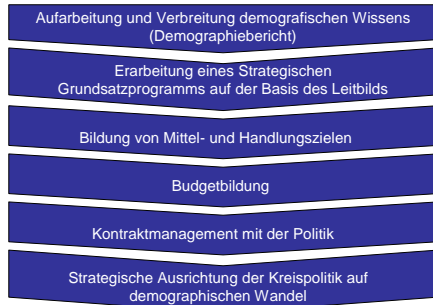 Aufarbeitung und Verbreitung demografischen Wissens
(Demographiebericht)
Erarbeitung eines Strategischen
Grundsatzprogramms auf der Basis des Leitbilds
Bildung von Mittel- und Handlungszielen
Budgetbildung
Kontraktmanagement mit der Politik
Strategische Ausrichtung der Kreispolitik auf
demographischen Wandel